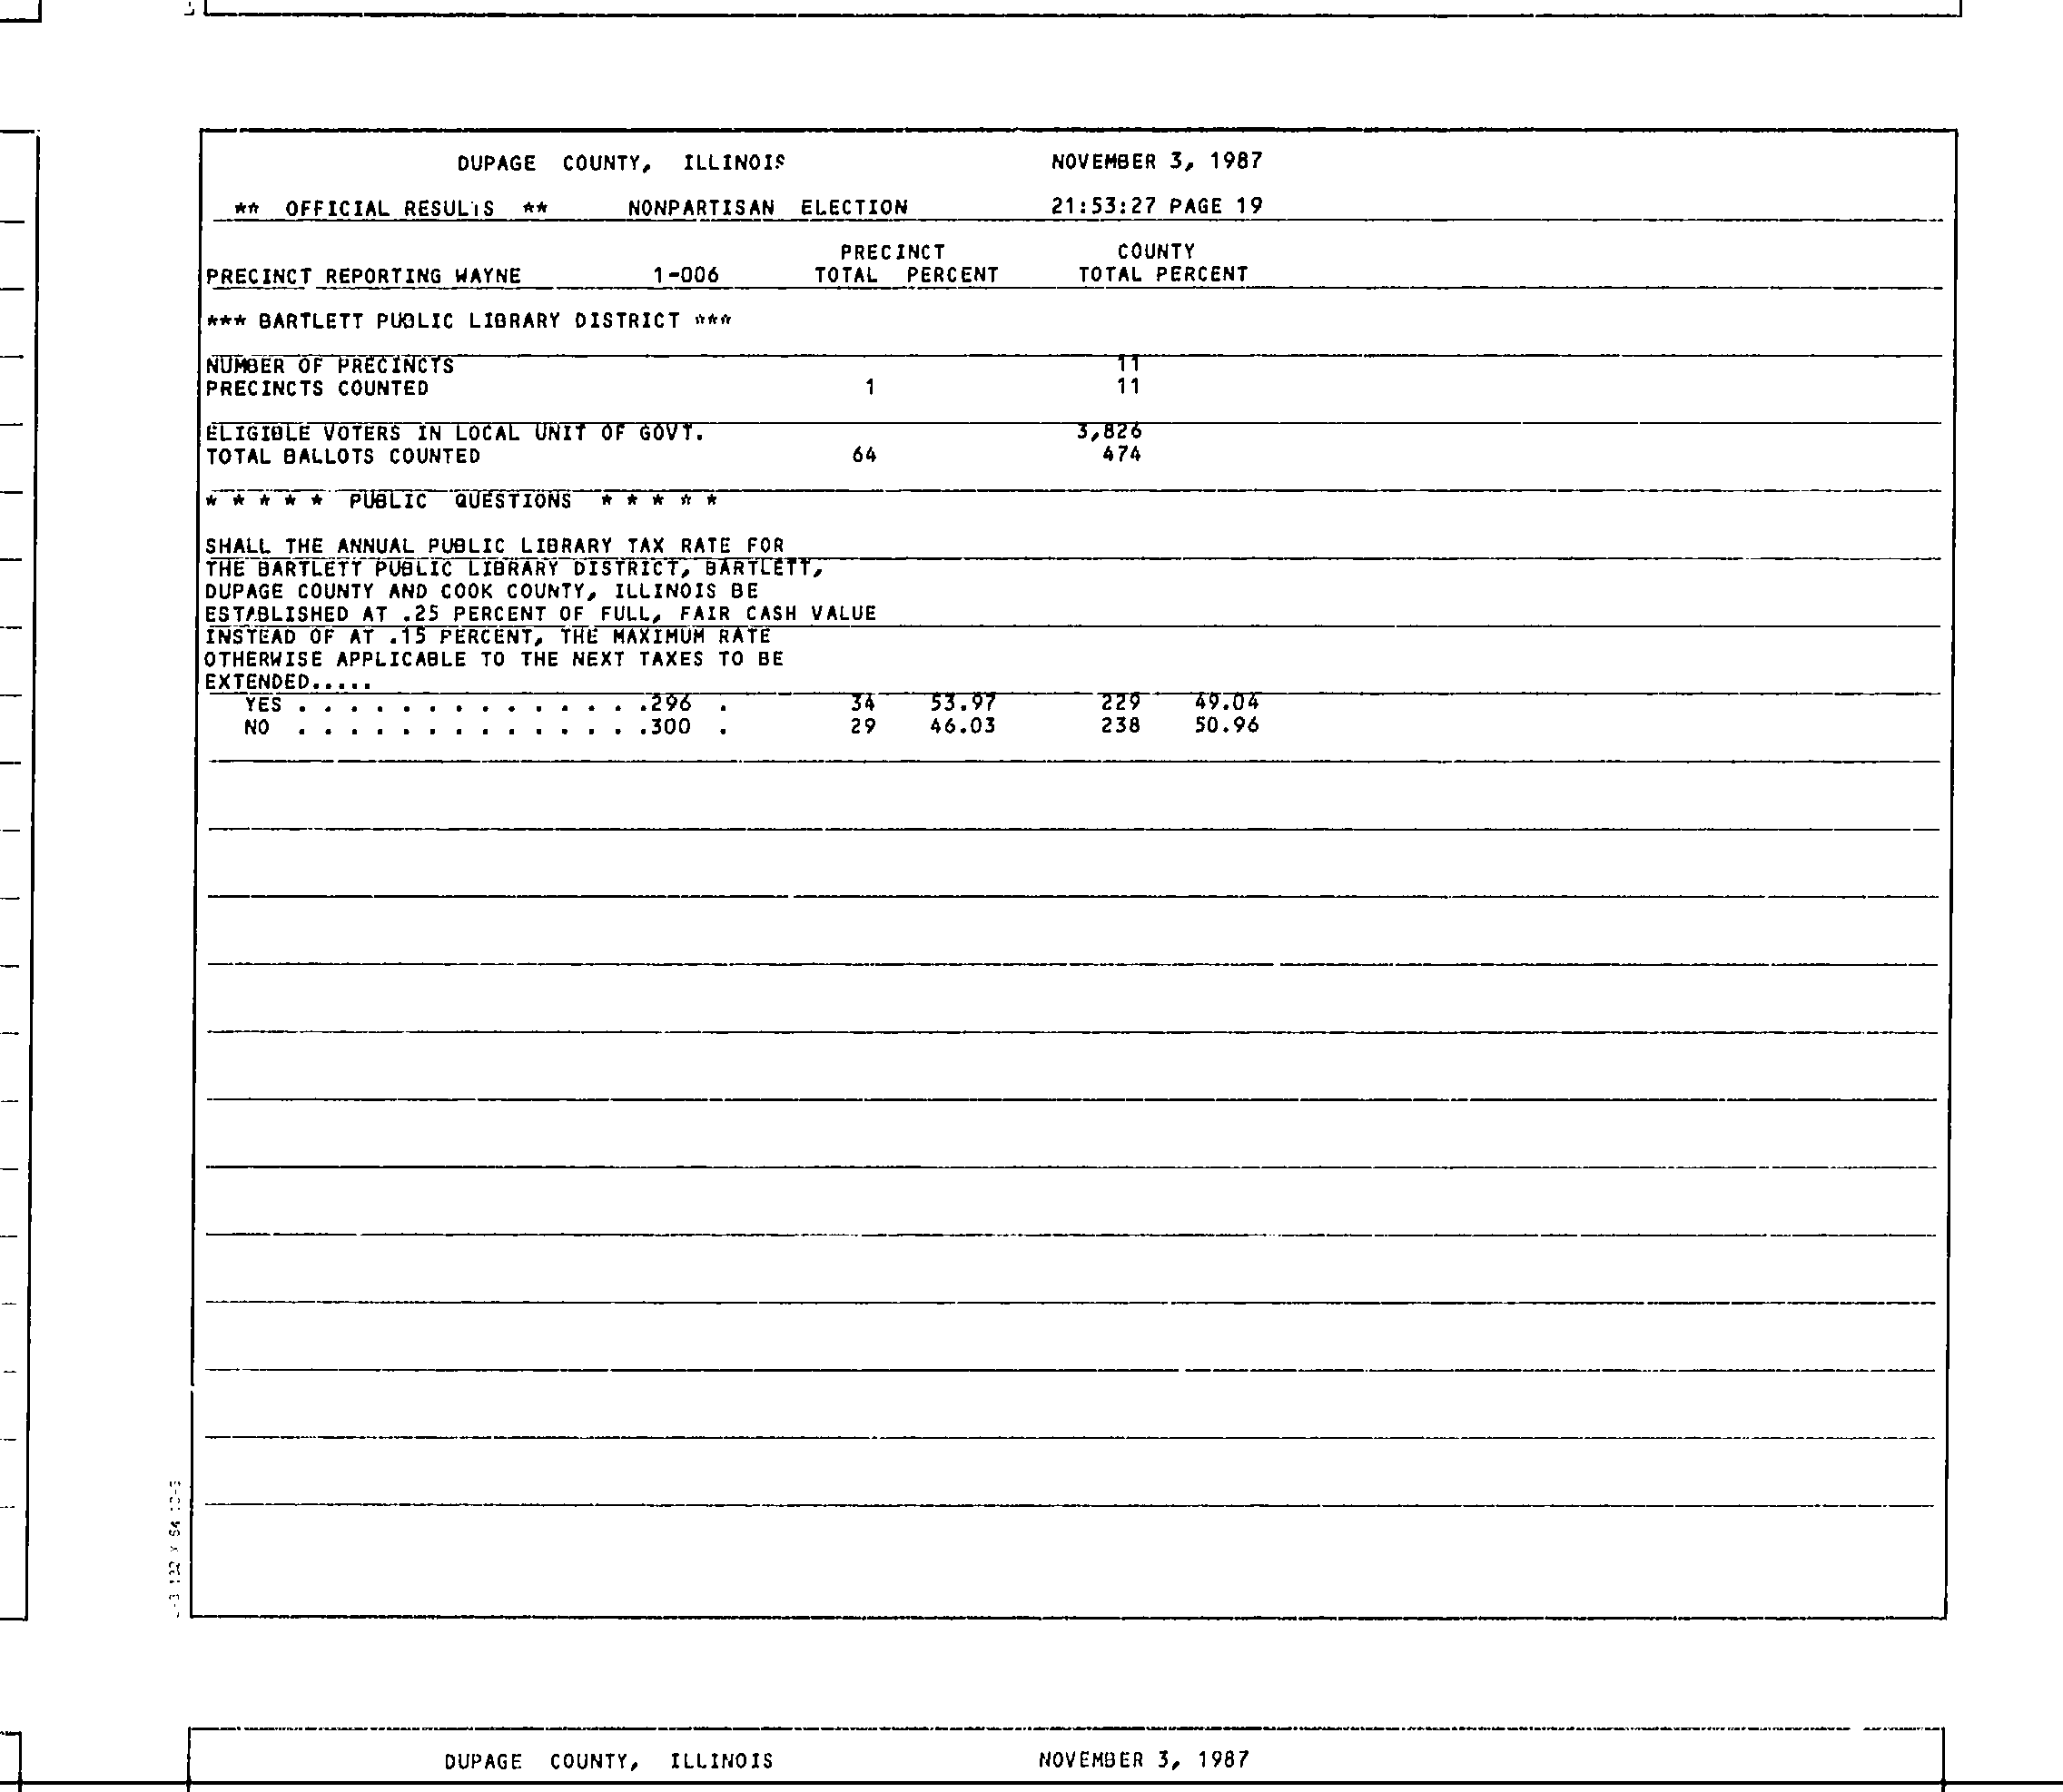 DUPAGE COUNTY, ILLINOIS NOVEMBER 3, 1987
** OFFICIAL RESULTS ** NONPARTISAN ELECTION 21:53:27 PAGE 19
PRECINCT COUNTY
PRECINCT REPORTING WAYNE 1-006 TOTAL PERCENT TOTAL PERCENT
*** BARTLETT PUBLIC LIBRARY DISTRICT ***
NUMBER OF PRECINCTS 11
PRECINCTS COUNTED 1 11
ELIGIBLE VOTERS IN LOCAL UNIT OF GOVT. 3,826
TOTAL BALLOTS COUNTED 64 474
* * * * * PUBLIC QUESTIONS * * * * *
SHALL THE ANNUAL PUBLIC LIBRARY TAX RATE FOR
THE BARTLETT PUBLIC LIBRARY DISTRICT, BARTLETT,
DUPAGE COUNTY AND COOK COUNTY, ILLINOIS BE
ESTABLISHED AT .25 PERCENT OF FULL, FAIR CASH VALUE
INSTEAD OF AT .15 PERCENT, THE MAXIMUM RATE
OTHERWISE APPLICABLE TO THE NEXT TAXES TO BE
EXTENDED.....
YES . . . . . . . . . . . . . .296 . 34 53.97 229 49.04
NO . . . . . . . . . . . . . .300 . 29 46.03 238 50.96
DUPAGE COUNTY, ILLINOIS NOVEMBER 3, 1987